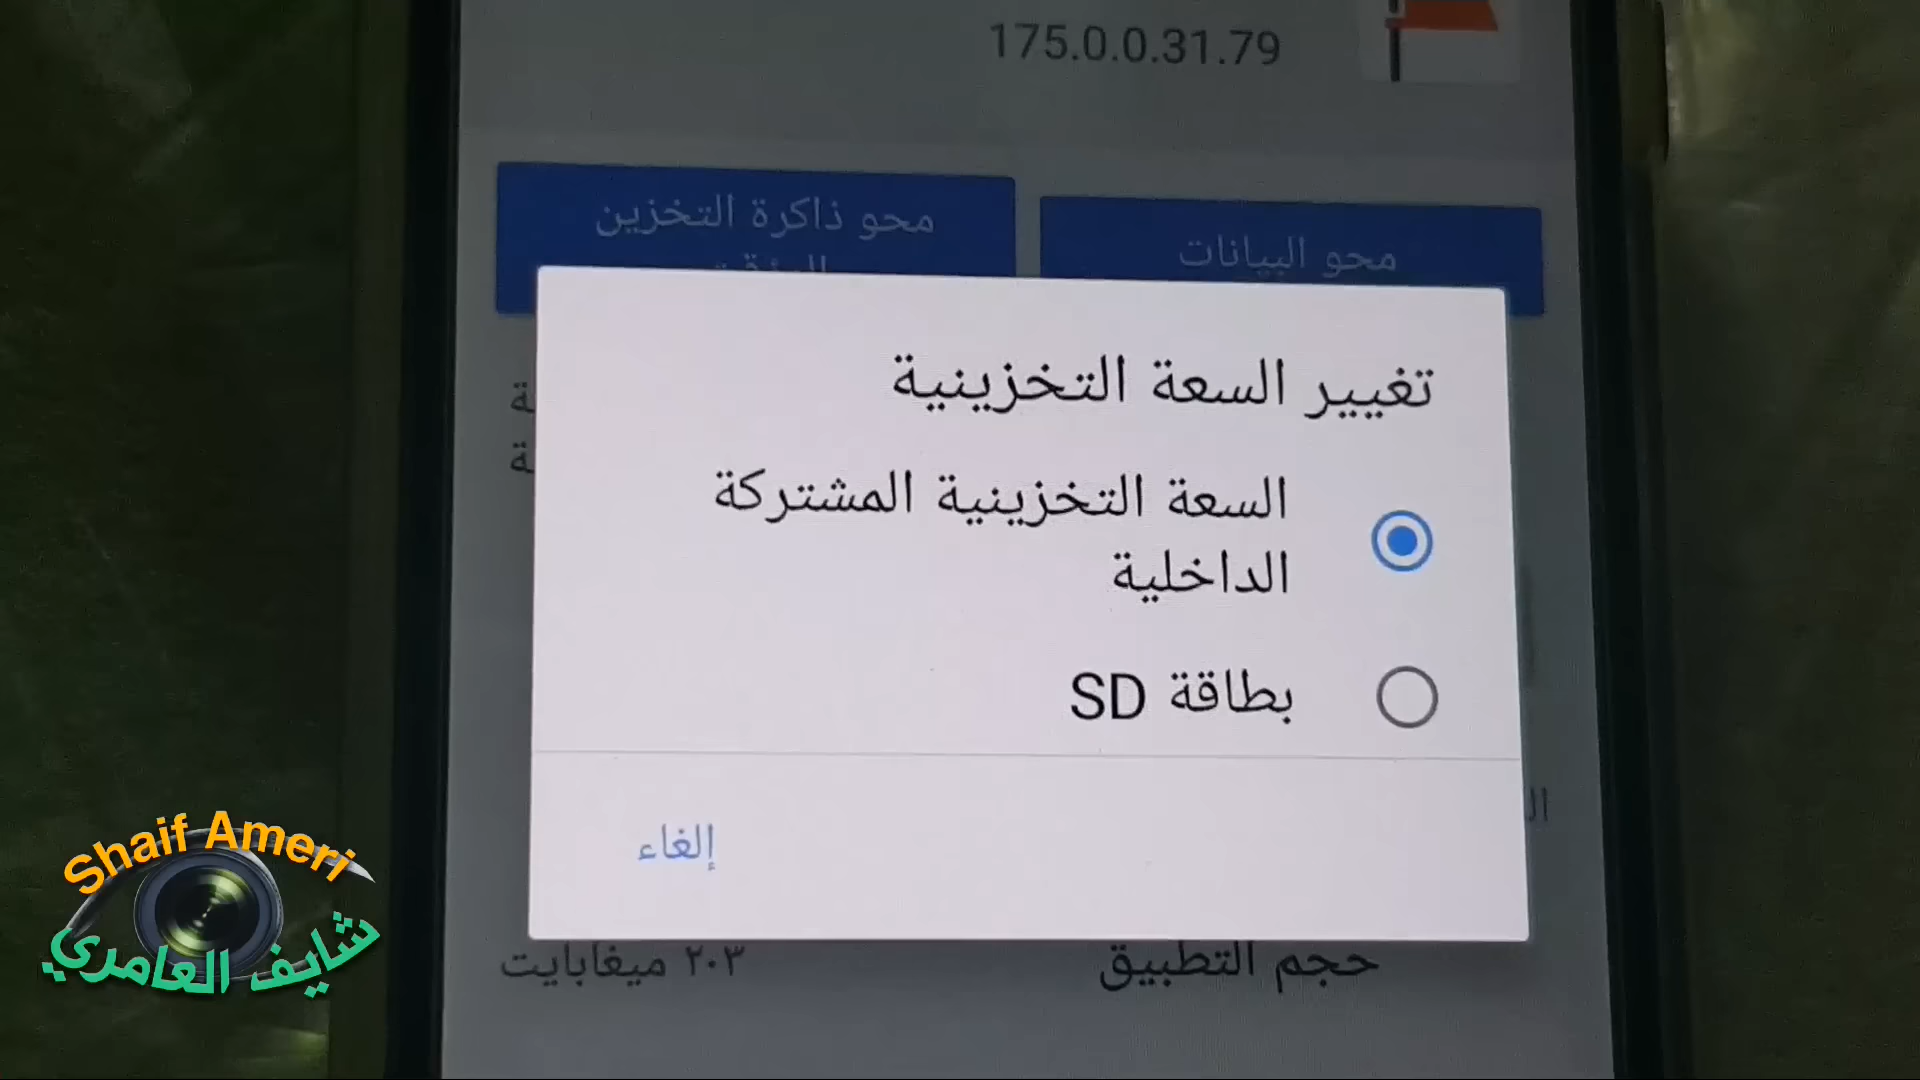 175.0.0.31.79
محو البيانات
محو ذاكرة التخزين
تغيير السعة التخزينية
السعة التخزينية المشتركة
الداخلية
بطاقة SD
إلغاء
حجم التطبيق
٢٠٣ ميغابايت
Shaif Ameri
شايف العامري